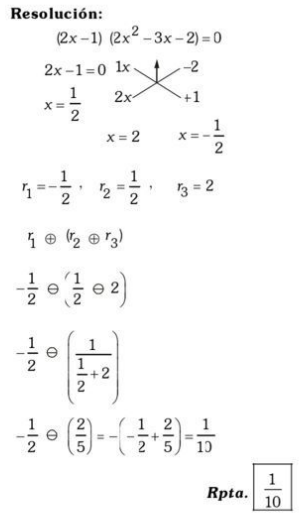 Resolución:
(2x−1) (2x²−3x−2)=0
2x−1=0 1x −2
x=1/2 2x +1
x=2 x=−1/2
r₁=−1/2 , r₂=1/2 , r₃=2
r₁ ⊕ (r₂ ⊕ r₃)
−1/2 ⊖ (1/2 ⊖ 2)
−1/2 ⊖ (1/(1/2+2))
−1/2 ⊖ (2/5)=−(−1/2+2/5)=1/10
Rpta. 1/10